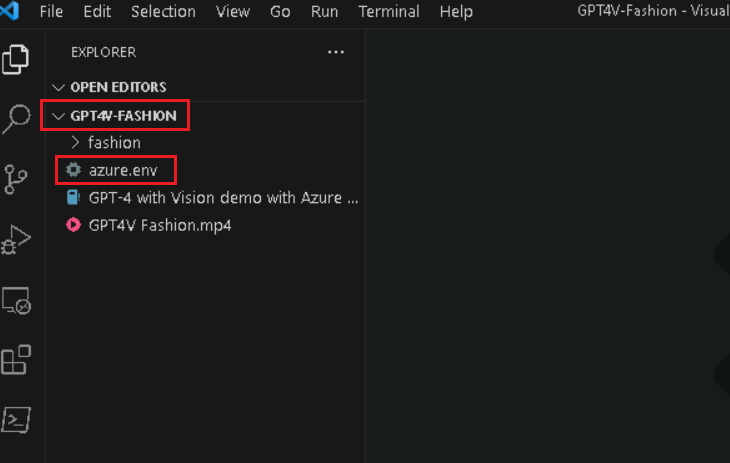 File Edit Selection View Go Run Terminal Help GPT4V-Fashion - Visual
EXPLORER ...
OPEN EDITORS
GPT4V-FASHION
fashion
azure.env
GPT-4 with Vision demo with Azure ...
GPT4V Fashion.mp4